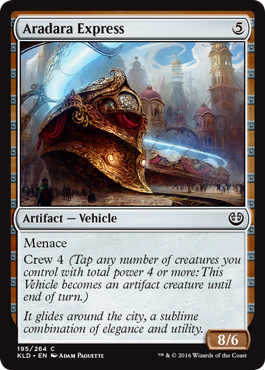 Aradara Express 5
Artifact — Vehicle
Menace
Crew 4 (Tap any number of creatures you
control with total power 4 or more: This
Vehicle becomes an artifact creature until
end of turn.)
It glides around the city, a sublime
combination of elegance and utility.
8/6
195/264 C
KLD • EN Adam Paquette
™ & © 2016 Wizards of the Coast